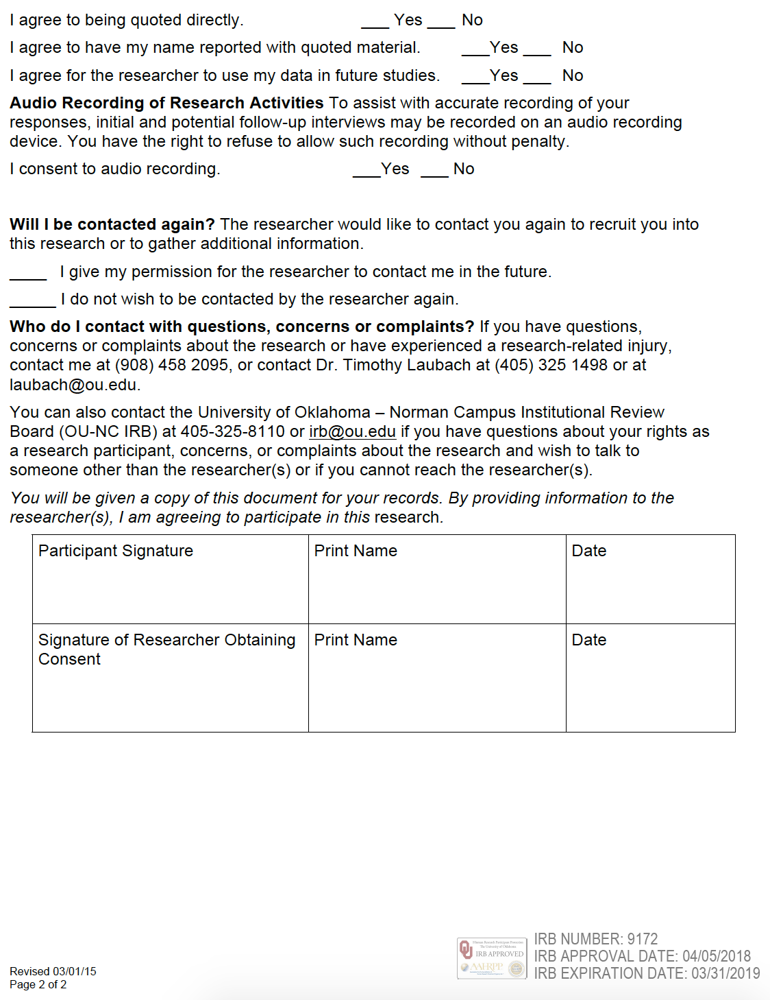 I agree to being quoted directly. ___ Yes ___ No
I agree to have my name reported with quoted material. ___Yes ___ No
I agree for the researcher to use my data in future studies. ___Yes ___ No
Audio Recording of Research Activities To assist with accurate recording of your
responses, initial and potential follow-up interviews may be recorded on an audio recording
device. You have the right to refuse to allow such recording without penalty.
I consent to audio recording. ___Yes ___ No
Will I be contacted again? The researcher would like to contact you again to recruit you into
this research or to gather additional information.
____ I give my permission for the researcher to contact me in the future.
_____ I do not wish to be contacted by the researcher again.
Who do I contact with questions, concerns or complaints? If you have questions,
concerns or complaints about the research or have experienced a research-related injury,
contact me at (908) 458 2095, or contact Dr. Timothy Laubach at (405) 325 1498 or at
laubach@ou.edu.
You can also contact the University of Oklahoma – Norman Campus Institutional Review
Board (OU-NC IRB) at 405-325-8110 or irb@ou.edu if you have questions about your rights as
a research participant, concerns, or complaints about the research and wish to talk to
someone other than the researcher(s) or if you cannot reach the researcher(s).
You will be given a copy of this document for your records. By providing information to the
researcher(s), I am agreeing to participate in this research.
Participant Signature Print Name Date
Signature of Researcher Obtaining Print Name Date
Consent
Human Research Participant Protection
The University of Oklahoma
IRB APPROVED
AAHRPP
IRB NUMBER: 9172
IRB APPROVAL DATE: 04/05/2018
IRB EXPIRATION DATE: 03/31/2019
Revised 03/01/15
Page 2 of 2